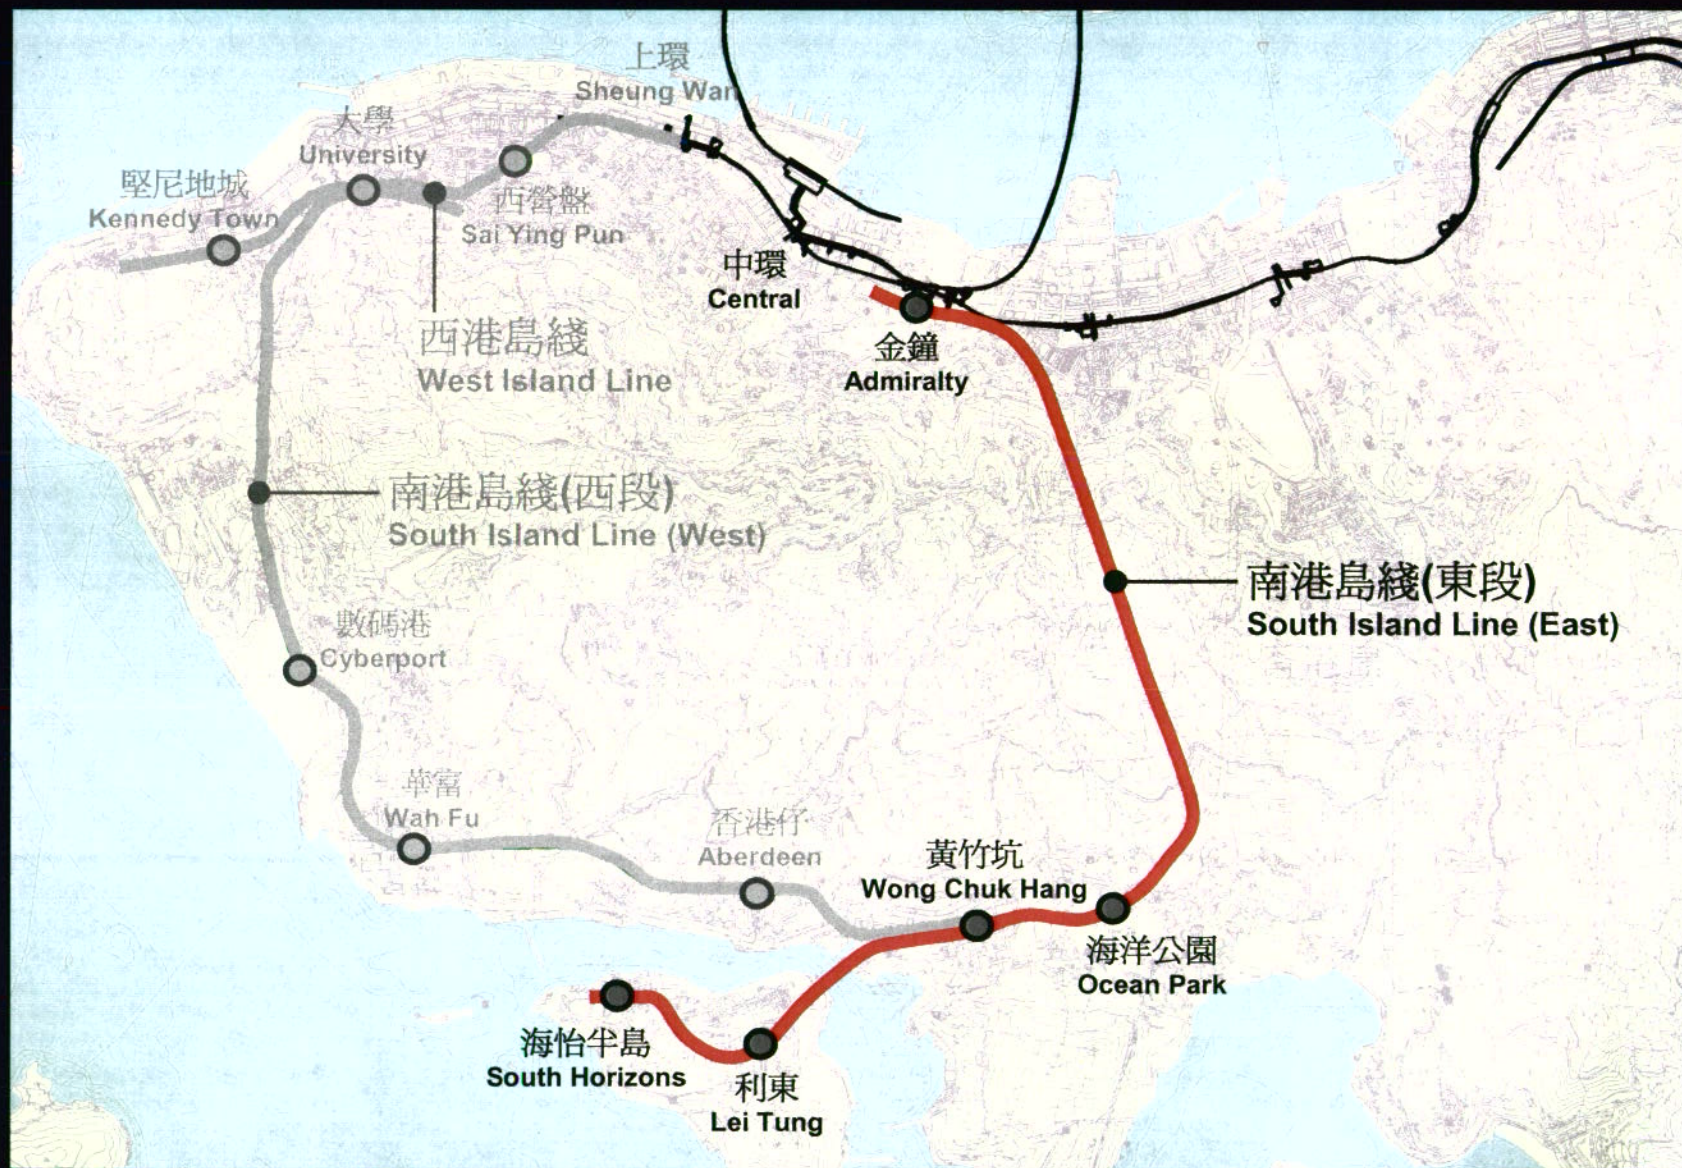 上環
Sheung Wan
大學
University
堅尼地城
Kennedy Town
西營盤
Sai Ying Pun
中環
Central
西港島綫
West Island Line
金鐘
Admiralty
南港島綫(西段)
South Island Line (West)
南港島綫(東段)
South Island Line (East)
數碼港
Cyberport
華富
Wah Fu
香港仔
Aberdeen
黃竹坑
Wong Chuk Hang
海洋公園
Ocean Park
海怡半島
South Horizons
利東
Lei Tung